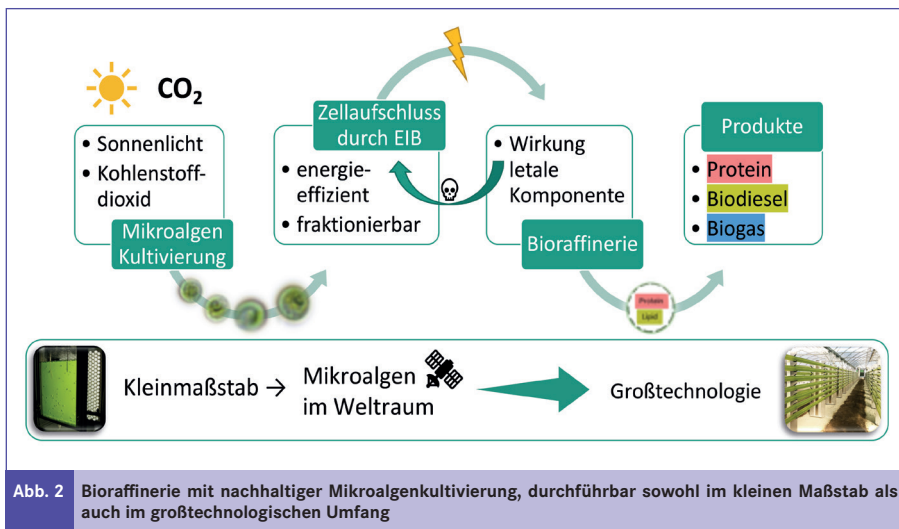 CO₂
• Sonnenlicht
• Kohlenstoff-
dioxid
Mikroalgen
Kultivierung
Zellaufschluss
durch EIB
• energie-
effizient
• fraktionierbar
• Wirkung
letale
Komponente
Bioraffinerie
Produkte
• Protein
• Biodiesel
• Biogas
Protein
Lipid
Kleinmaßstab →
Mikroalgen
im Weltraum
Großtechnologie
Abb. 2 Bioraffinerie mit nachhaltiger Mikroalgenkultivierung, durchführbar sowohl im kleinen Maßstab als
auch im großtechnologischen Umfang